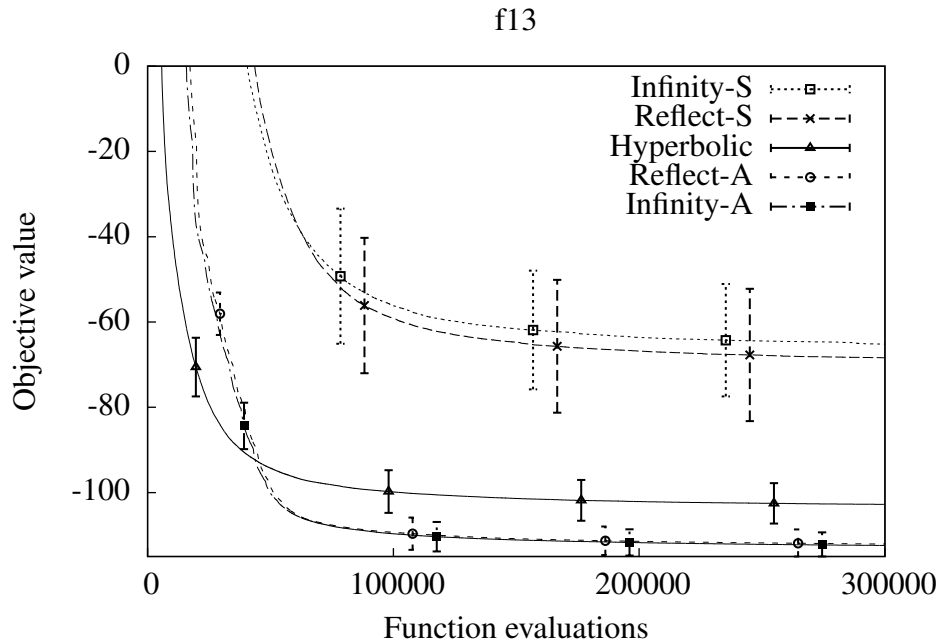 f13
0
-20
-40
-60
-80
-100
Objective value
Infinity-S
Reflect-S
Hyperbolic
Reflect-A
Infinity-A
0
100000
200000
300000
Function evaluations